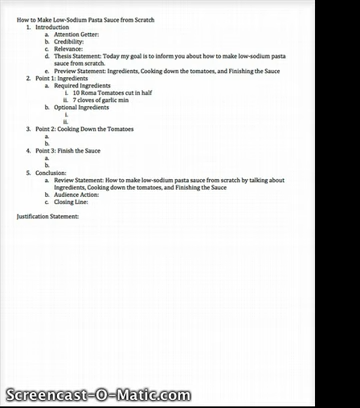 How to Make Low-Sodium Pasta Sauce from Scratch
1. Introduction
a. Attention Getter:
b. Credibility:
c. Relevance:
d. Thesis Statement: Today my goal is to inform you about how to make low-sodium pasta
sauce from scratch.
e. Preview Statement: Ingredients, Cooking down the tomatoes, and Finishing the Sauce
2. Point 1: Ingredients
a. Required Ingredients
i. 10 Roma Tomatoes cut in half
ii. 7 cloves of garlic min
b. Optional Ingredients
i.
ii.
3. Point 2: Cooking Down the Tomatoes
a.
b.
4. Point 3: Finish the Sauce
a.
b.
5. Conclusion:
a. Review Statement: How to make low-sodium pasta sauce from scratch by talking about
Ingredients, Cooking down the tomatoes, and Finishing the Sauce
b. Audience Action:
c. Closing Line:
Justification Statement:
Screencast-O-Matic.com